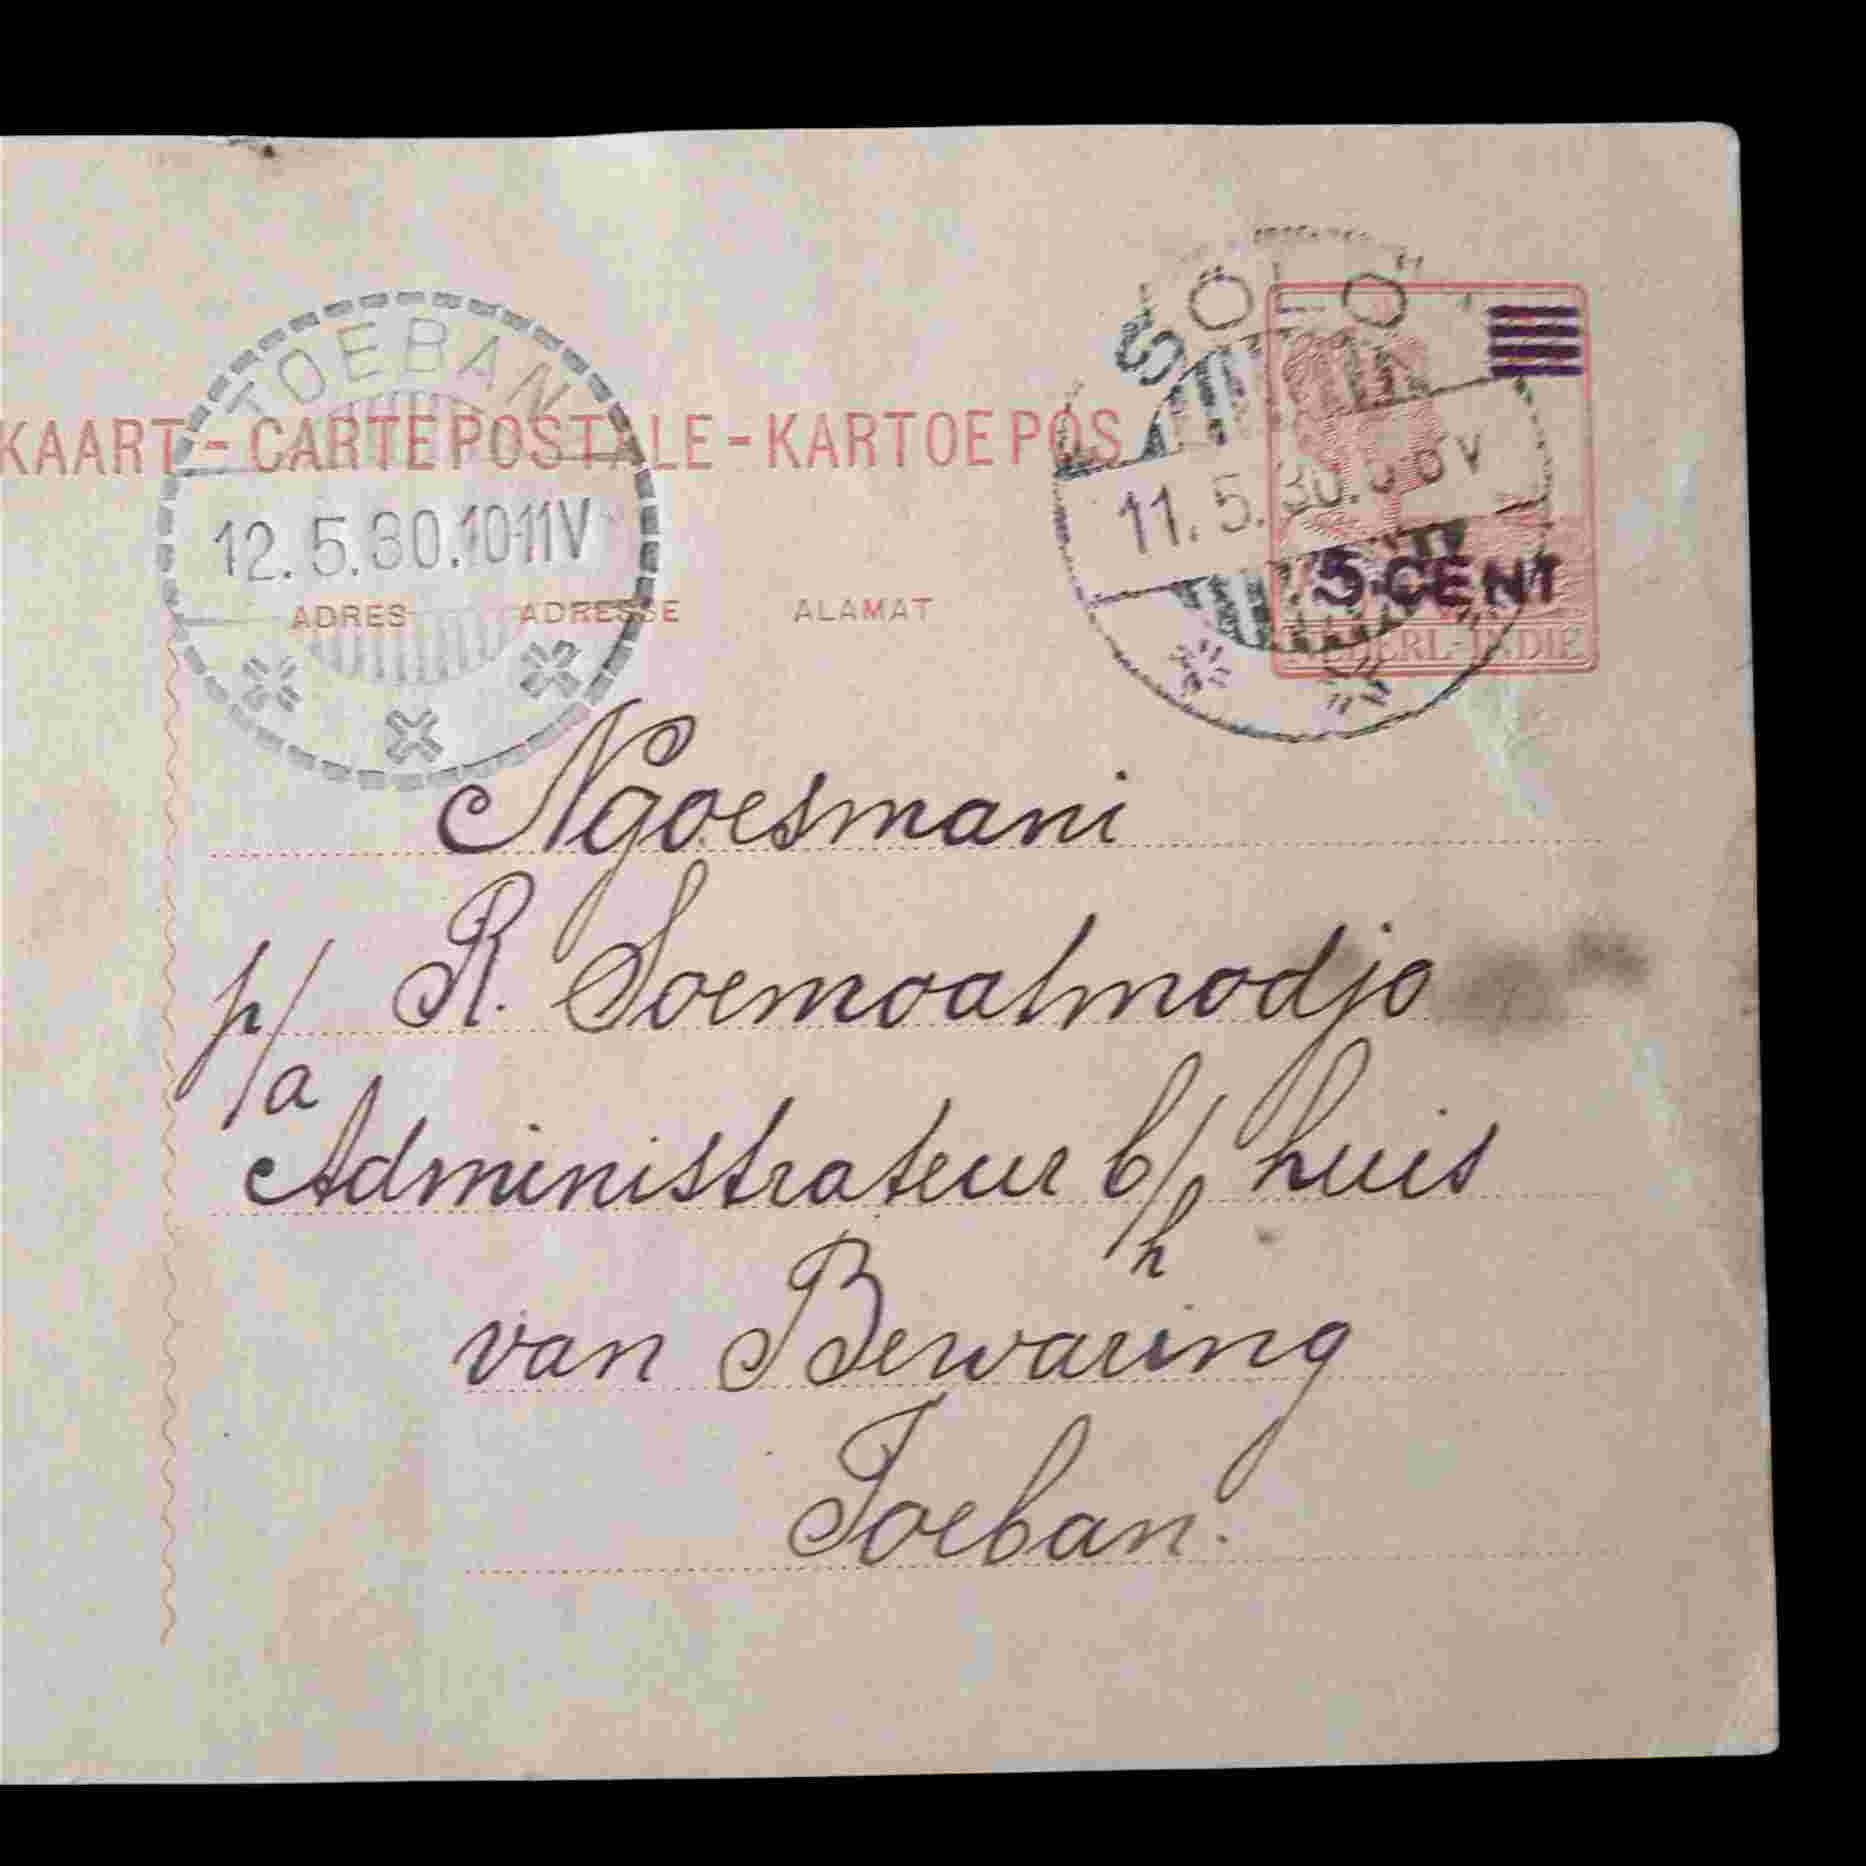 TOEBAN
KAART - CARTE POSTALE - KARTOE POS
12.5.30.10-11V
11.5.30.
5 CENT
NEDERL-INDIE
ADRES ADRESSE ALAMAT
Ngoesmani
p/a R. Soemoatmodjo
Administrateur b/h huis
van Bewaring
Toeban.